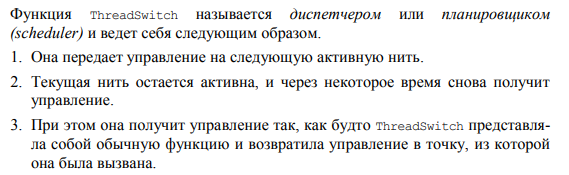 Функция ThreadSwitch называется диспетчером или планировщиком
(scheduler) и ведет себя следующим образом.
1. Она передает управление на следующую активную нить.
2. Текущая нить остается активна, и через некоторое время снова получит
управление.
3. При этом она получит управление так, как будто ThreadSwitch представля-
ла собой обычную функцию и возвратила управление в точку, из которой
она была вызвана.